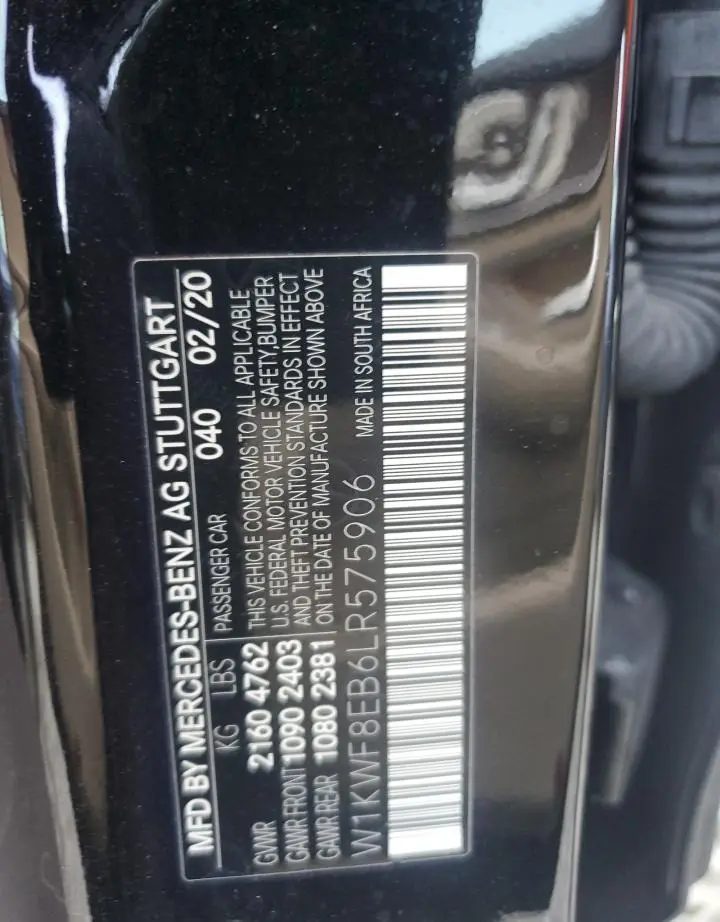 MFD BY MERCEDES-BENZ AG STUTTGART
KG LBS PASSENGER CAR 040 02/20
GVWR 2160 4762 THIS VEHICLE CONFORMS TO ALL APPLICABLE
U.S. FEDERAL MOTOR VEHICLE SAFETY, BUMPER
GAWR FRONT 1090 2403 AND THEFT PREVENTION STANDARDS IN EFFECT
GAWR REAR 1080 2381 ON THE DATE OF MANUFACTURE SHOWN ABOVE
W1KWF8EB6LR575906 MADE IN SOUTH AFRICA